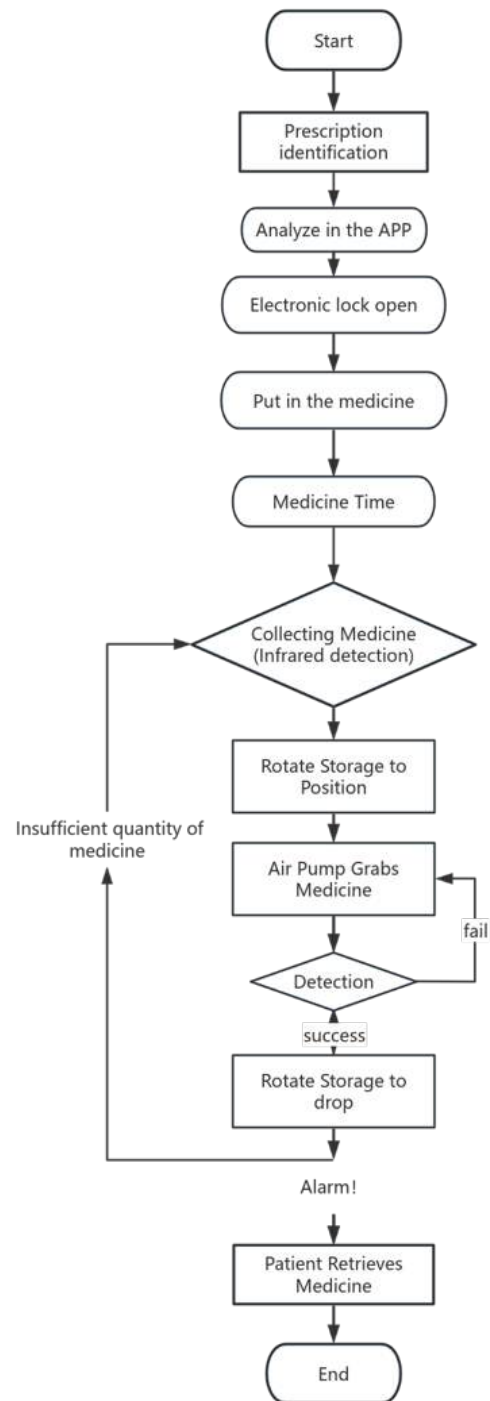 Start
Prescription
identification
Analyze in the APP
Electronic lock open
Put in the medicine
Medicine Time
Collecting Medicine
(Infrared detection)
Rotate Storage to
Position
Insufficient quantity of
medicine
Air Pump Grabs
Medicine
fail
Detection
success
Rotate Storage to
drop
Alarm!
Patient Retrieves
Medicine
End